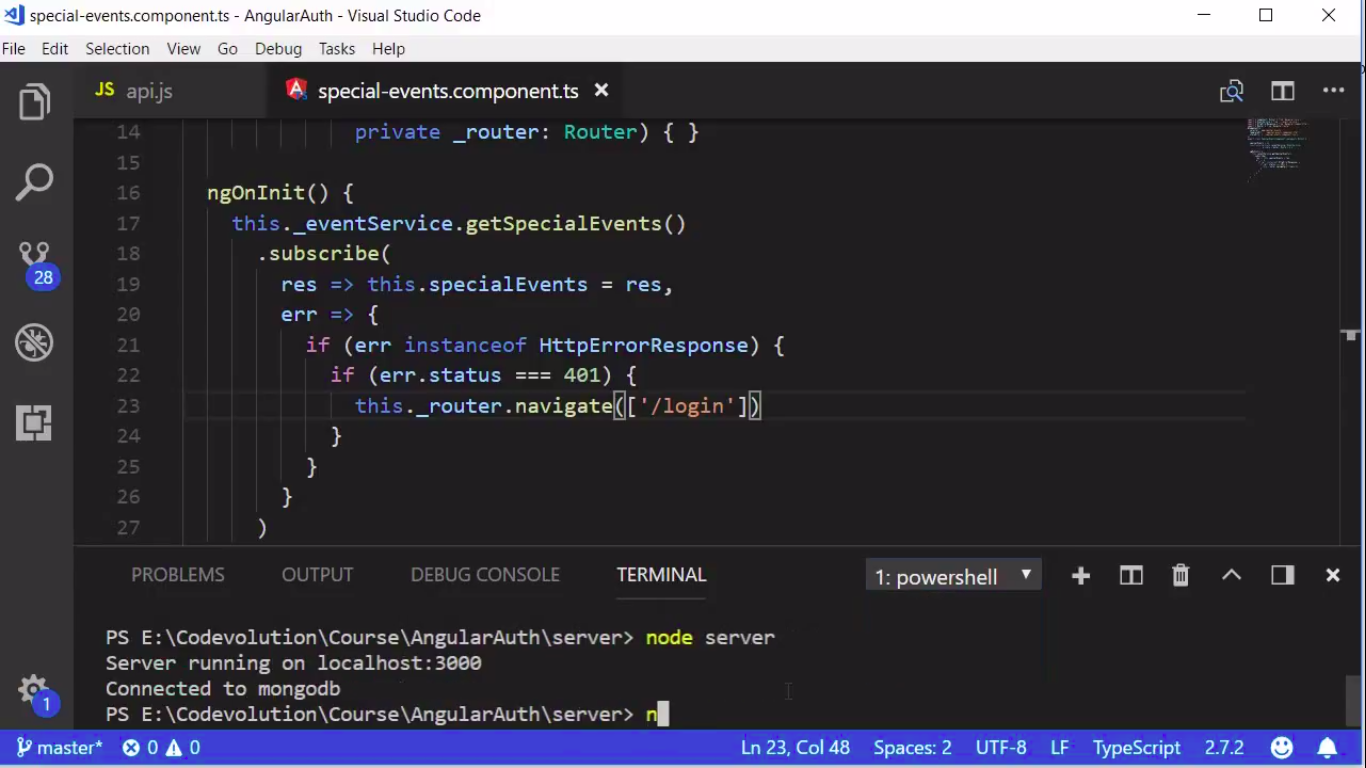 special-events.component.ts - AngularAuth - Visual Studio Code
File Edit Selection View Go Debug Tasks Help
JS api.js special-events.component.ts
14 private _router: Router) { }
15
16 ngOnInit() {
17 this._eventService.getSpecialEvents()
18 .subscribe(
19 res => this.specialEvents = res,
20 err => {
21 if (err instanceof HttpErrorResponse) {
22 if (err.status === 401) {
23 this._router.navigate(['/login'])
24 }
25 }
26 }
27 )
28
PROBLEMS OUTPUT DEBUG CONSOLE TERMINAL 1: powershell
PS E:\Codevolution\Course\AngularAuth\server> node server
Server running on localhost:3000
Connected to mongodb
PS E:\Codevolution\Course\AngularAuth\server> n
1
master* 0 0 Ln 23, Col 48 Spaces: 2 UTF-8 LF TypeScript 2.7.2